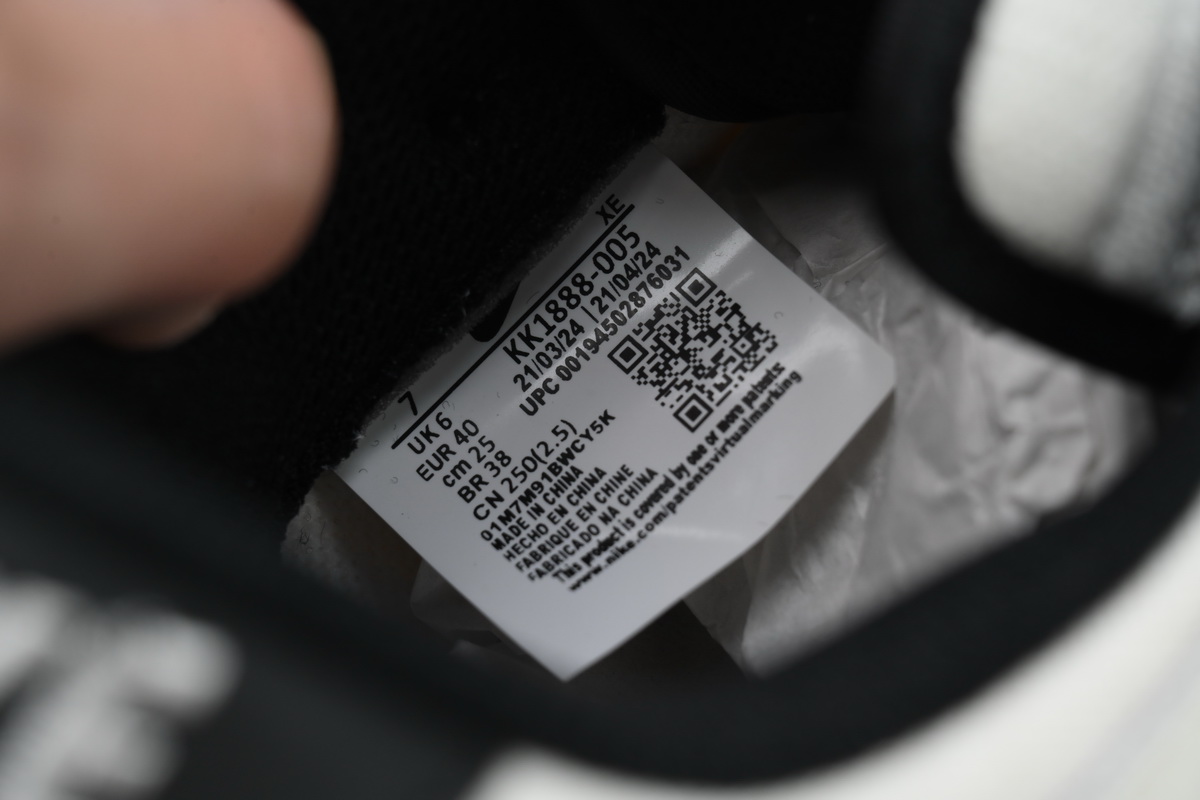 7
XE
UK 6
EUR 40
cm 25
BR 38
CN 250(2.5)
KK1888-005
21/03/24 | 21/04/24
UPC 00194502876031
01M7M91BWCY5K
MADE IN CHINA
HECHO EN CHINA
FABRIQUE EN CHINE
FABRICADO NA CHINA
This product is covered by one or more patents:
www.nike.com/patentsvirtualmarking